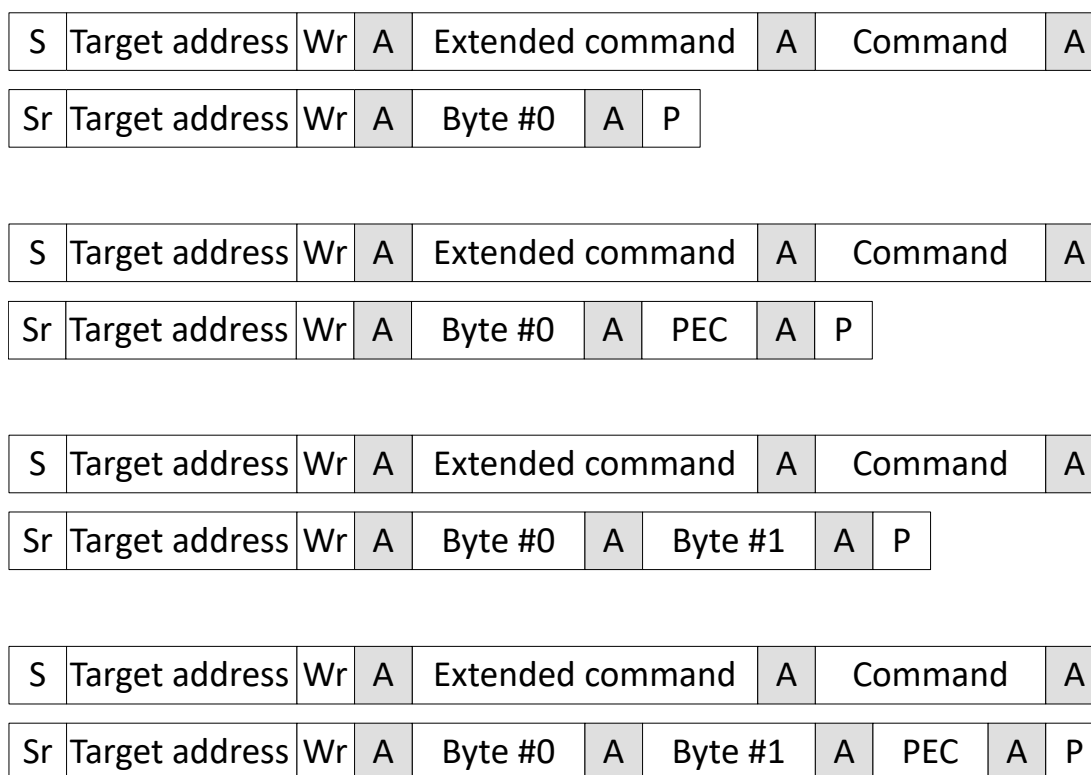 S Target address Wr A Extended command A Command A
Sr Target address Wr A Byte #0 A P
S Target address Wr A Extended command A Command A
Sr Target address Wr A Byte #0 A PEC A P
S Target address Wr A Extended command A Command A
Sr Target address Wr A Byte #0 A Byte #1 A P
S Target address Wr A Extended command A Command A
Sr Target address Wr A Byte #0 A Byte #1 A PEC A P